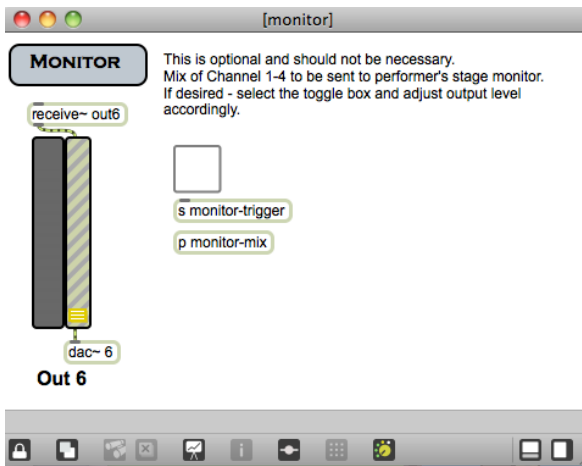 [monitor]
MONITOR
This is optional and should not be necessary.
Mix of Channel 1-4 to be sent to performer's stage monitor.
If desired - select the toggle box and adjust output level
accordingly.
receive~ out6
s monitor-trigger
p monitor-mix
dac~ 6
Out 6